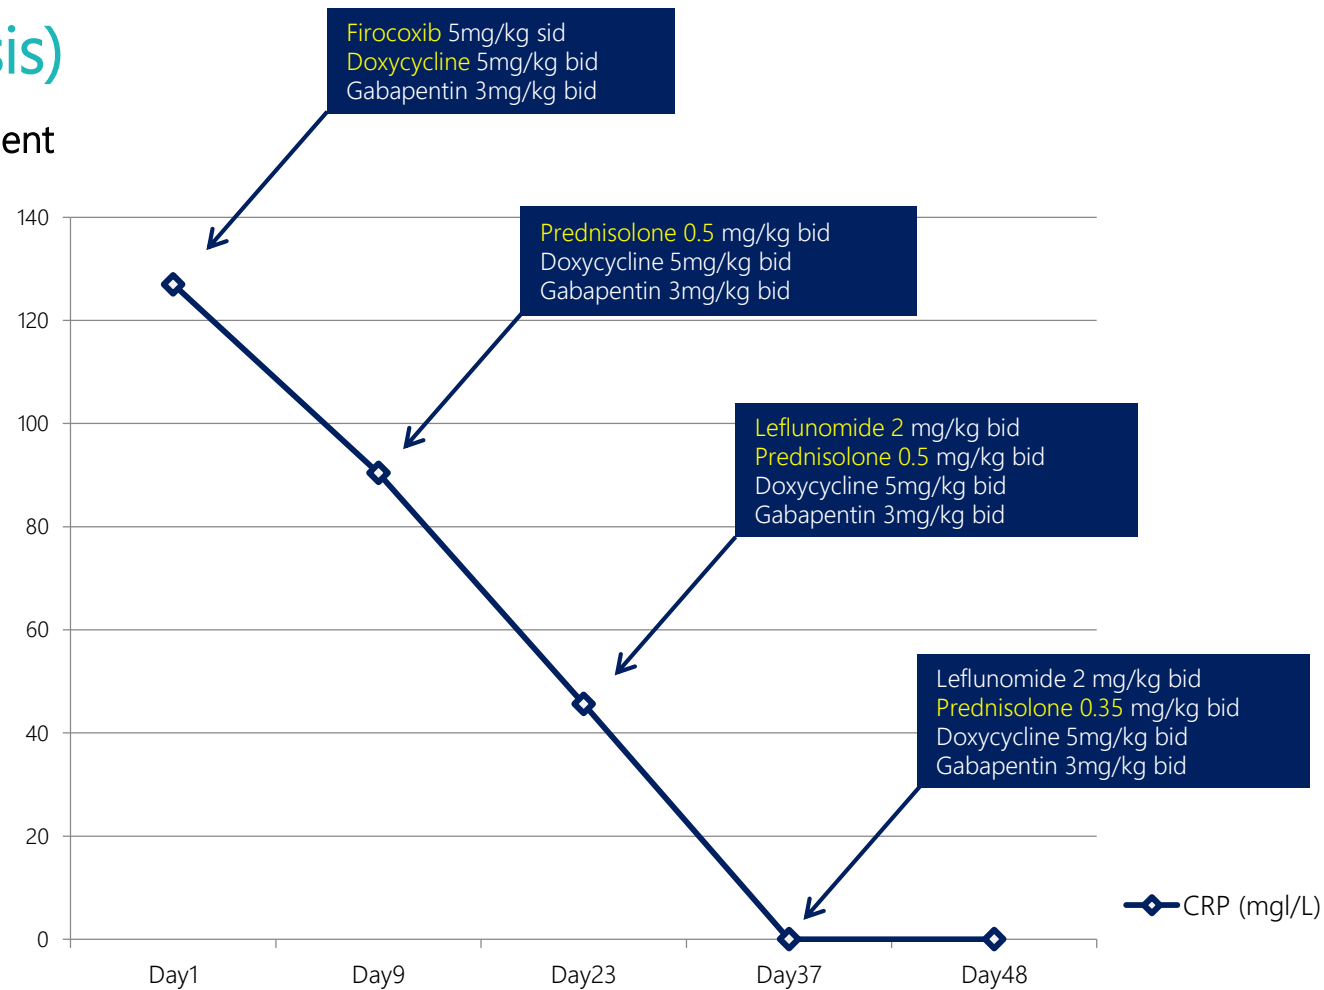 sis)
ent
Firocoxib 5mg/kg sid
Doxycycline 5mg/kg bid
Gabapentin 3mg/kg bid
Prednisolone 0.5 mg/kg bid
Doxycycline 5mg/kg bid
Gabapentin 3mg/kg bid
Leflunomide 2 mg/kg bid
Prednisolone 0.5 mg/kg bid
Doxycycline 5mg/kg bid
Gabapentin 3mg/kg bid
Leflunomide 2 mg/kg bid
Prednisolone 0.35 mg/kg bid
Doxycycline 5mg/kg bid
Gabapentin 3mg/kg bid
140
120
100
80
60
40
20
0
Day1 Day9 Day23 Day37 Day48
CRP (mgl/L)